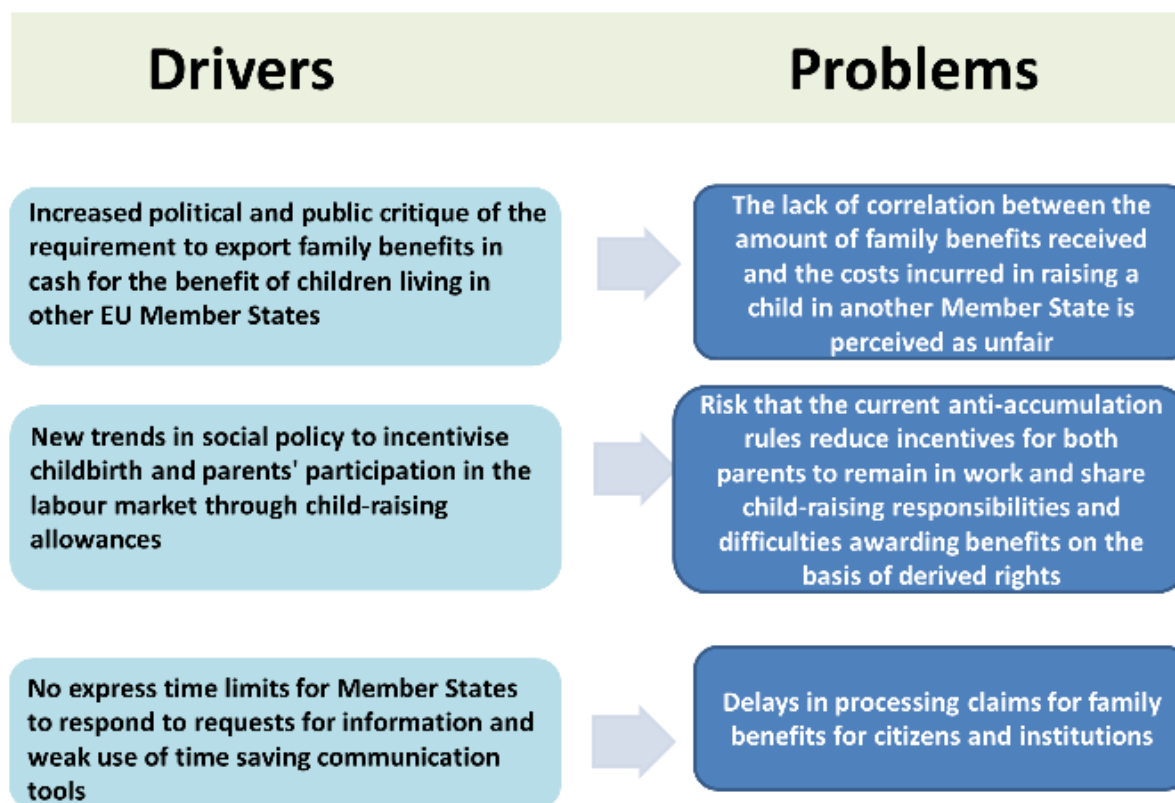 Drivers
Problems
Increased political and public critique of the
requirement to export family benefits in
cash for the benefit of children living in
other EU Member States
The lack of correlation between the
amount of family benefits received
and the costs incurred in raising a
child in another Member State is
perceived as unfair
New trends in social policy to incentivise
childbirth and parents' participation in the
labour market through child-raising
allowances
Risk that the current anti-accumulation
rules reduce incentives for both
parents to remain in work and share
child-raising responsibilities and
difficulties awarding benefits on the
basis of derived rights
No express time limits for Member States
to respond to requests for information and
weak use of time saving communication
tools
Delays in processing claims for family
benefits for citizens and institutions